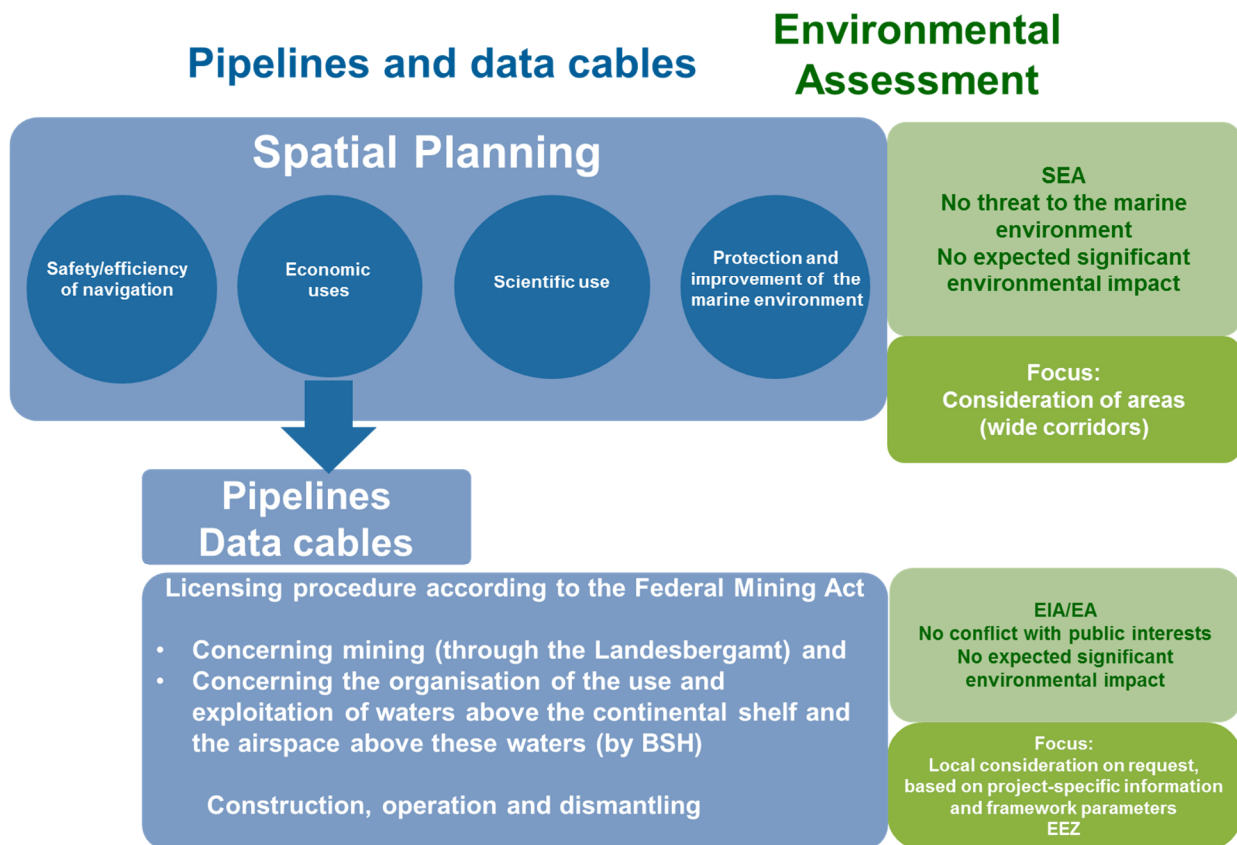 Pipelines and data cables
Environmental
Assessment
Spatial Planning
Safety/efficiency
of navigation
Economic
uses
Scientific use
Protection and
improvement of the
marine environment
SEA
No threat to the marine
environment
No expected significant
environmental impact
Focus:
Consideration of areas
(wide corridors)
Pipelines
Data cables
Licensing procedure according to the Federal Mining Act
• Concerning mining (through the Landesbergamt) and
• Concerning the organisation of the use and
exploitation of waters above the continental shelf and
the airspace above these waters (by BSH)
Construction, operation and dismantling
EIA/EA
No conflict with public interests
No expected significant
environmental impact
Focus:
Local consideration on request,
based on project-specific information
and framework parameters
EEZ